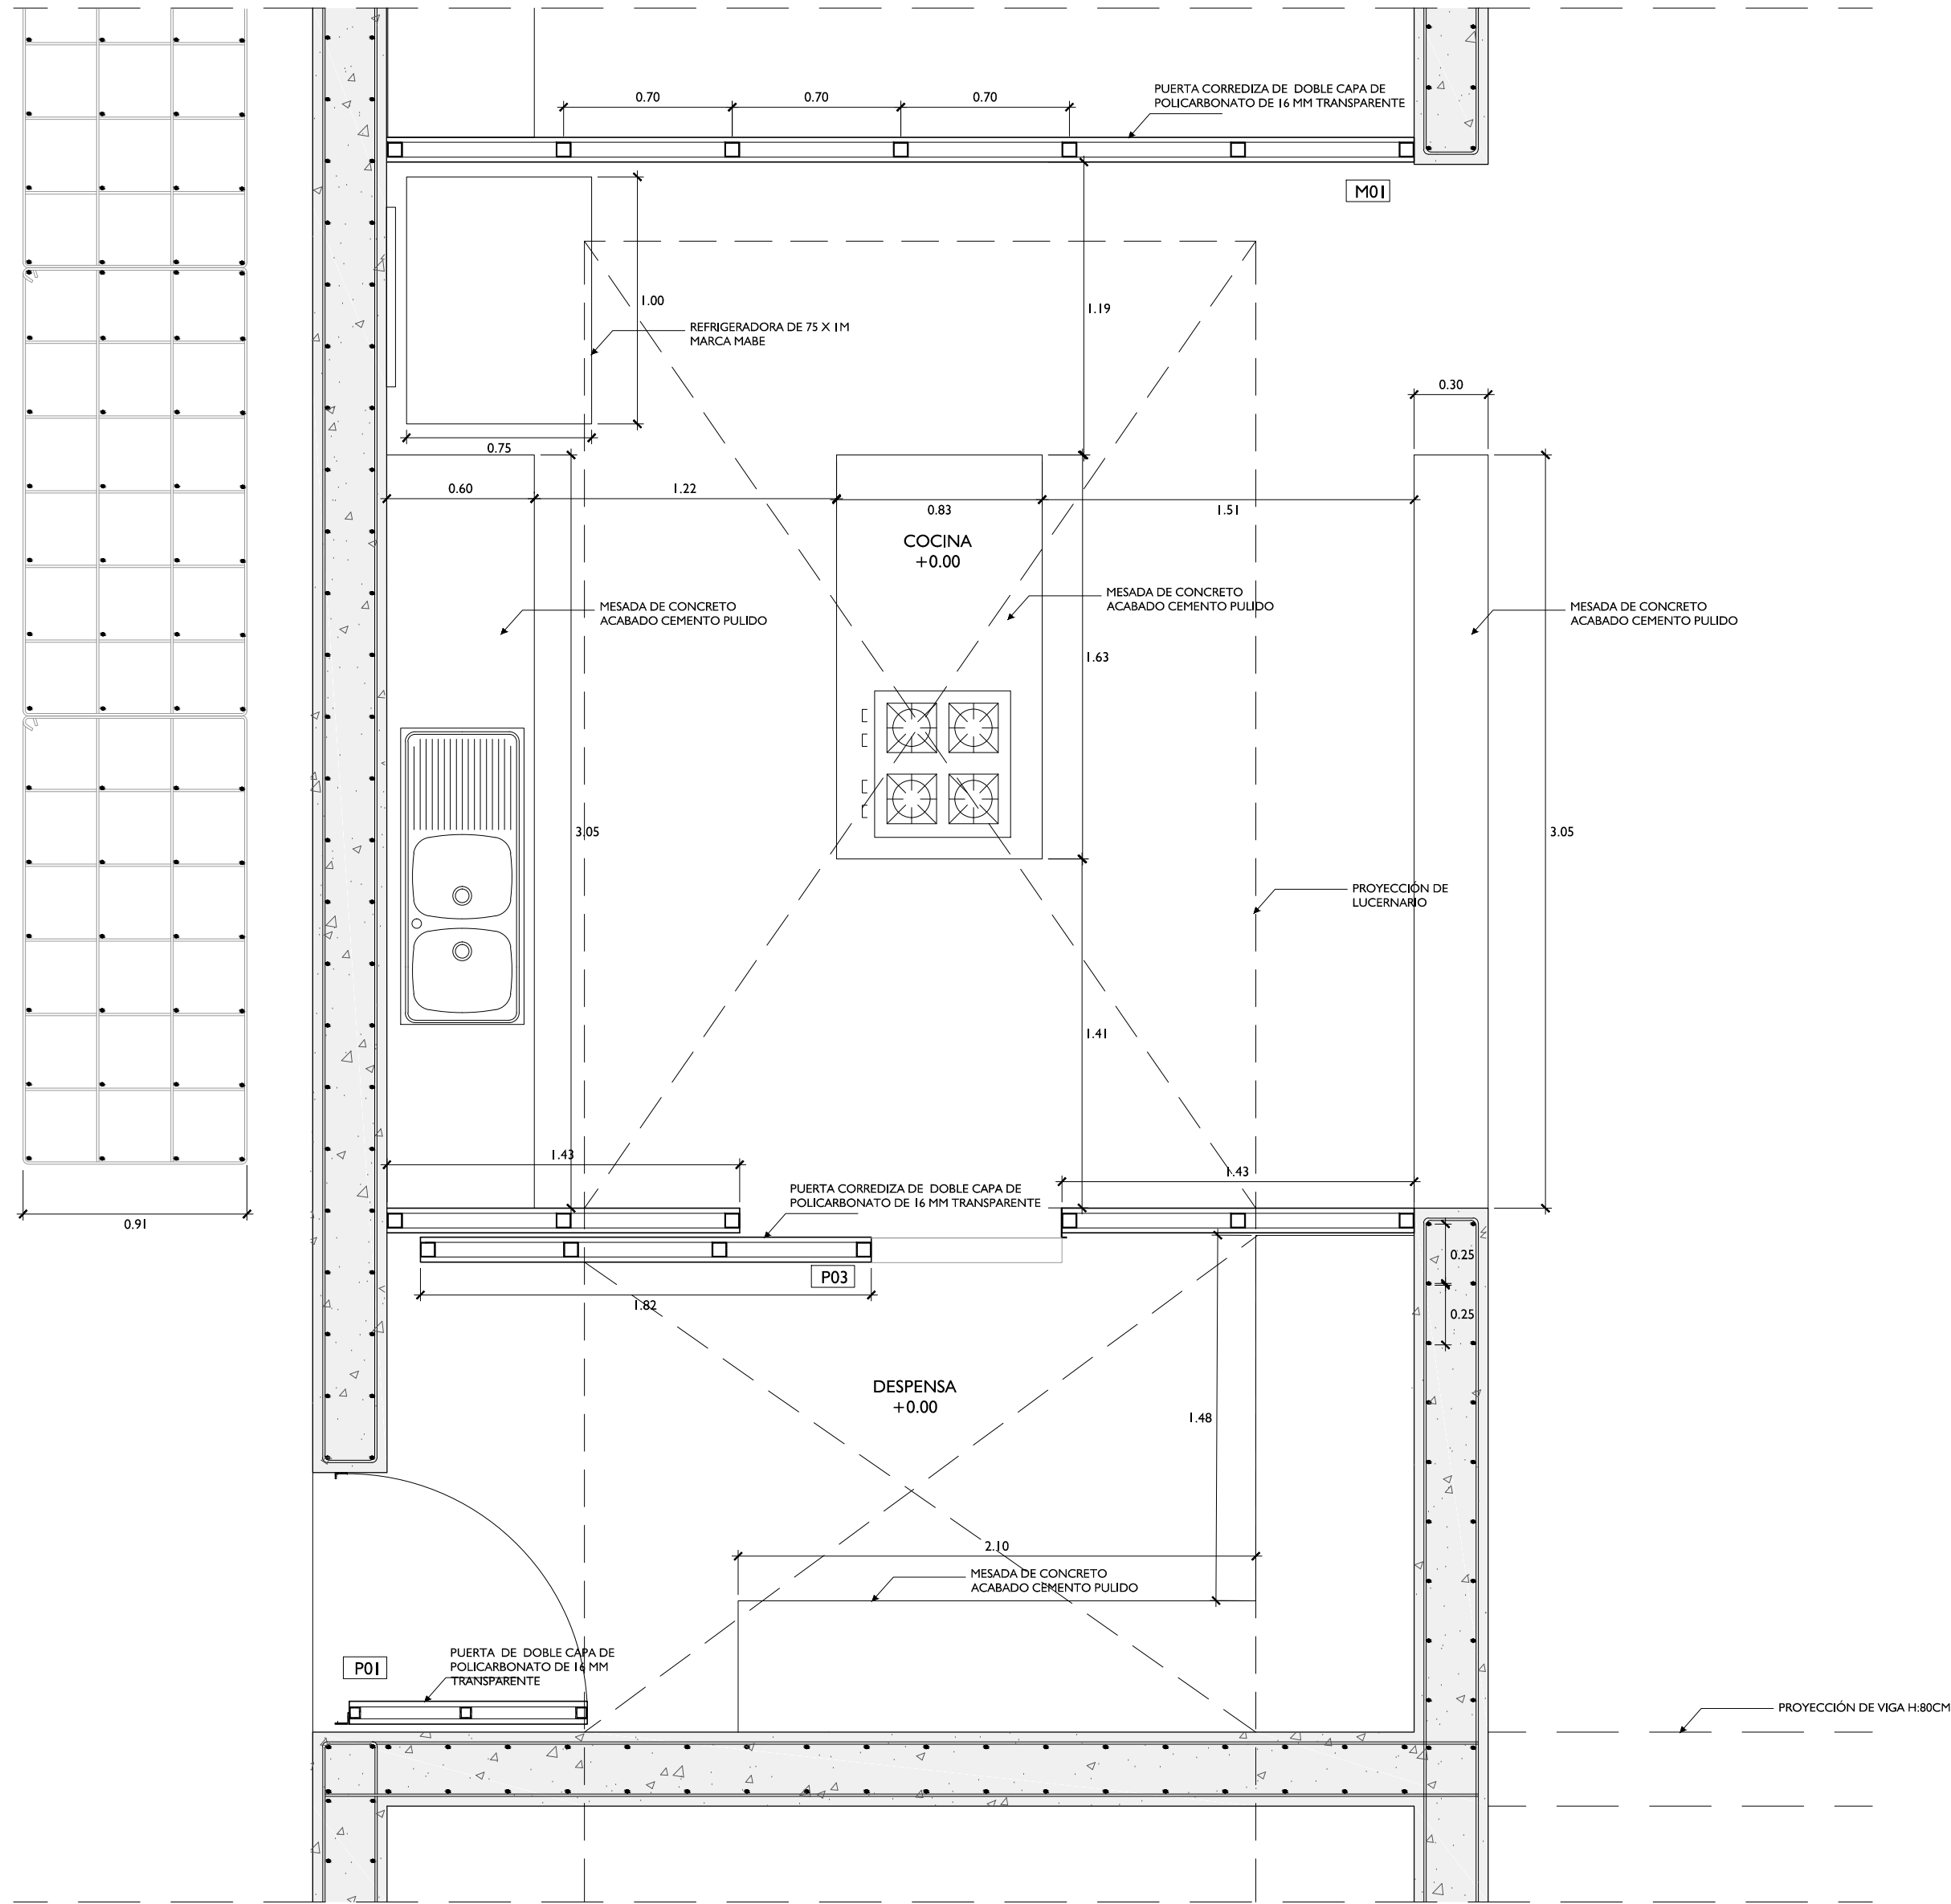 0.70
0.70
0.70
PUERTA CORREDIZA DE DOBLE CAPA DE
POLICARBONATO DE 16 MM TRANSPARENTE
M01
1.00
1.19
REFRIGERADORA DE 75 X 1M
MARCA MABE
0.75
0.30
0.60
1.22
0.83
1.51
COCINA
+0.00
MESADA DE CONCRETO
ACABADO CEMENTO PULIDO
MESADA DE CONCRETO
ACABADO CEMENTO PULIDO
MESADA DE CONCRETO
ACABADO CEMENTO PULIDO
1.63
3.05
3.05
PROYECCIÓN DE
LUCERNARIO
1.41
1.43
1.43
PUERTA CORREDIZA DE DOBLE CAPA DE
POLICARBONATO DE 16 MM TRANSPARENTE
0.91
0.25
P03
1.82
0.25
DESPENSA
+0.00
1.48
2.10
MESADA DE CONCRETO
ACABADO CEMENTO PULIDO
P01
PUERTA DE DOBLE CAPA DE
POLICARBONATO DE 16 MM
TRANSPARENTE
PROYECCIÓN DE VIGA H:80CM